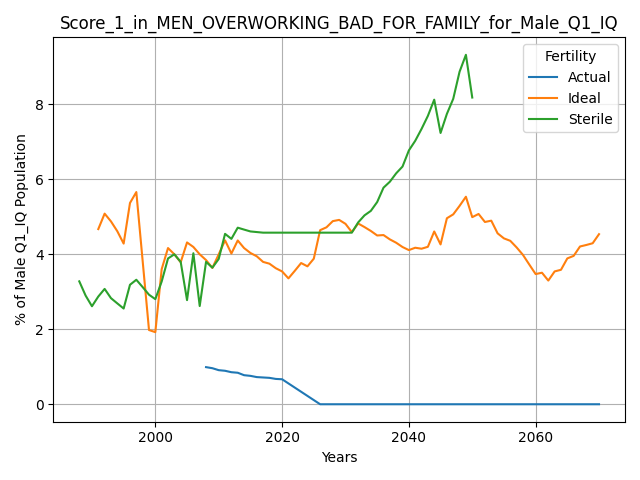 Score_1_in_MEN_OVERWORKING_BAD_FOR_FAMILY_for_Male_Q1_IQ
Fertility
Actual
Ideal
Sterile
% of Male Q1_IQ Population
8
6
4
2
0
2000
2020
2040
2060
Years